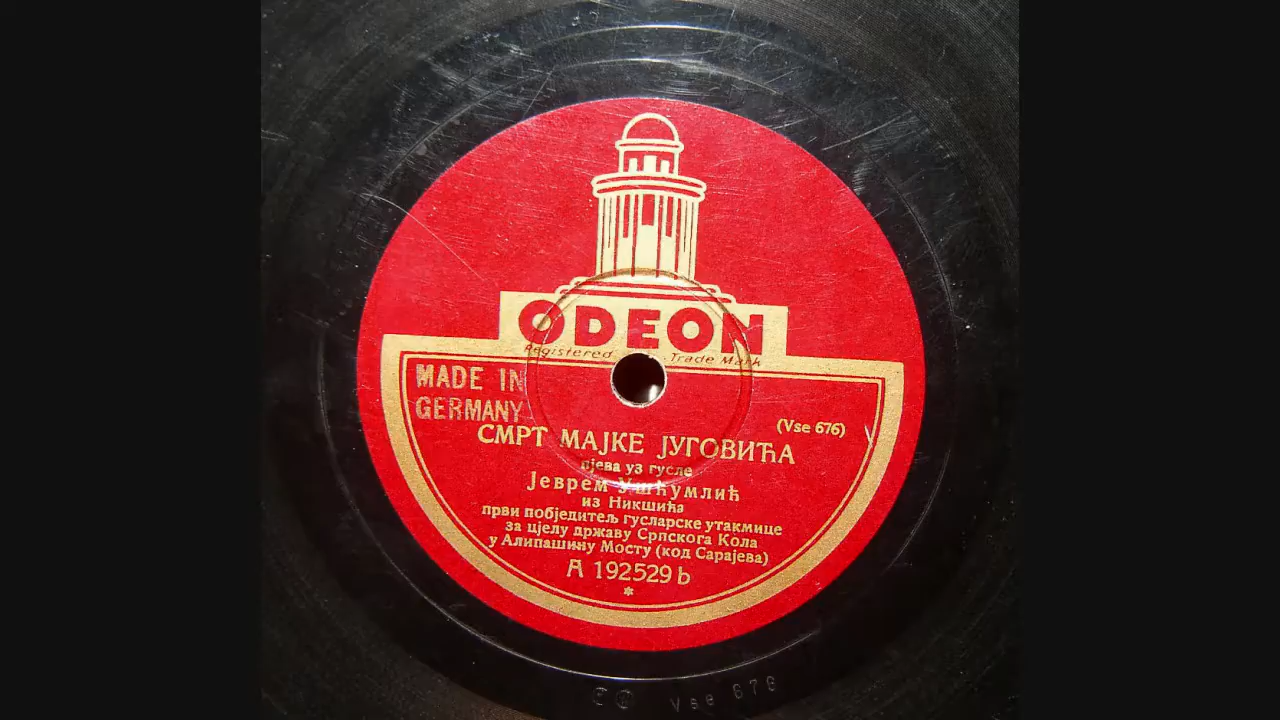 ODEON
Registered Trade Mark
MADE IN
GERMANY
(Vse 676)
СМРТ МАЈКЕ ЈУГОВИЋА
пјева уз гусле
Јеврем Ушћумлић
из Никшића
први побједитељ гусларске утакмице
за цјелу државу Српскога Кола
у Алипашину Мосту (код Сарајева)
A 192529 b
*
Vse 676